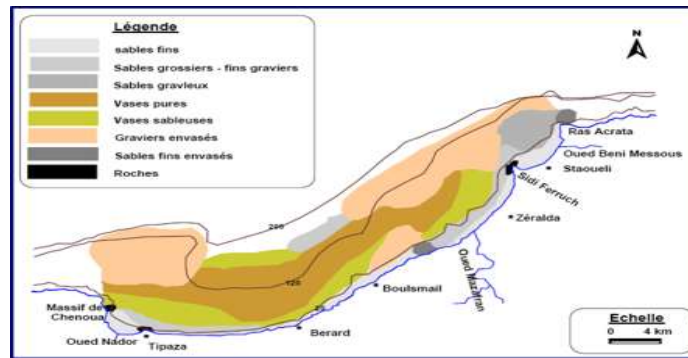 Légende
sables fins
Sables grossiers - fins graviers
Sables graveleux
Vases pures
Vases sableuses
Graviers envasés
Sables fins envasés
Roches
N
Ras Acrata
Oued Beni Messous
Staoueli
Sidi Ferruch
Zéralda
Oued Mazafran
200
120
20
Boulsmail
Massif de
Chenoua
Oued Nador
Tipaza
Berard
Echelle
0 4 km